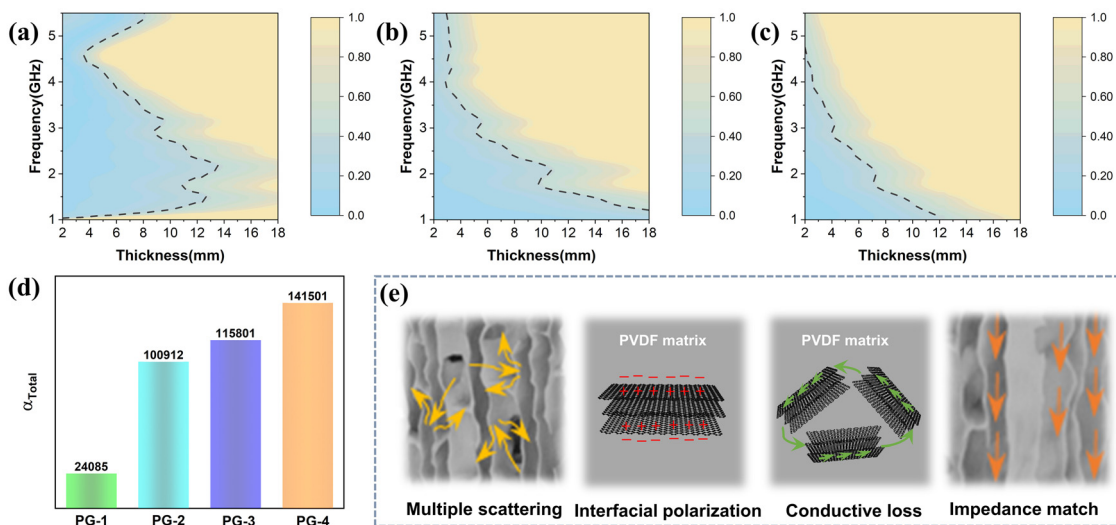 (a)
Frequency(GHz)
5
4
3
2
1
2 4 6 8 10 12 14 16 18
Thickness(mm)
1.0
0.80
0.60
0.40
0.20
0.0
(b)
Frequency(GHz)
5
4
3
2
1
2 4 6 8 10 12 14 16 18
Thickness(mm)
1.0
0.80
0.60
0.40
0.20
0.0
(c)
Frequency(GHz)
5
4
3
2
1
2 4 6 8 10 12 14 16 18
Thickness(mm)
1.0
0.80
0.60
0.40
0.20
0.0
(d)
αTotal
24085
100912
115801
141501
PG-1 PG-2 PG-3 PG-4
(e)
PVDF matrix
PVDF matrix
Multiple scattering Interfacial polarization Conductive loss Impedance match